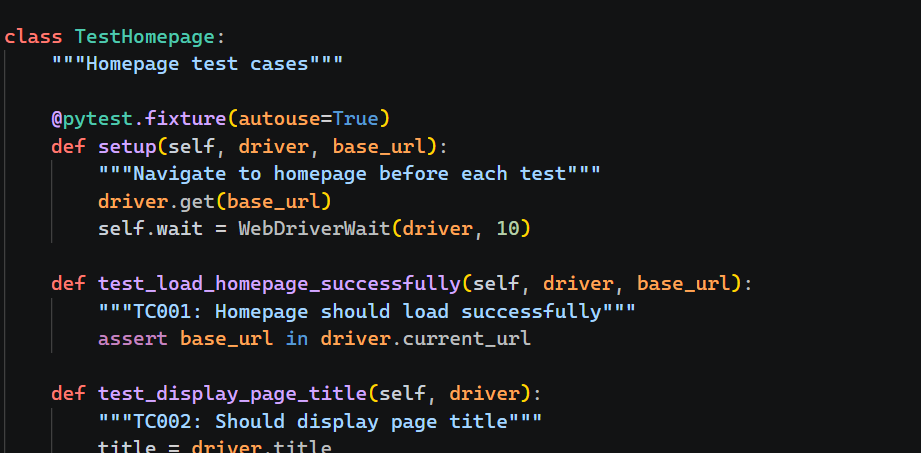 class TestHomepage:
    """Homepage test cases"""

    @pytest.fixture(autouse=True)
    def setup(self, driver, base_url):
        """Navigate to homepage before each test"""
        driver.get(base_url)
        self.wait = WebDriverWait(driver, 10)

    def test_load_homepage_successfully(self, driver, base_url):
        """TC001: Homepage should load successfully"""
        assert base_url in driver.current_url

    def test_display_page_title(self, driver):
        """TC002: Should display page title"""
        title = driver.title